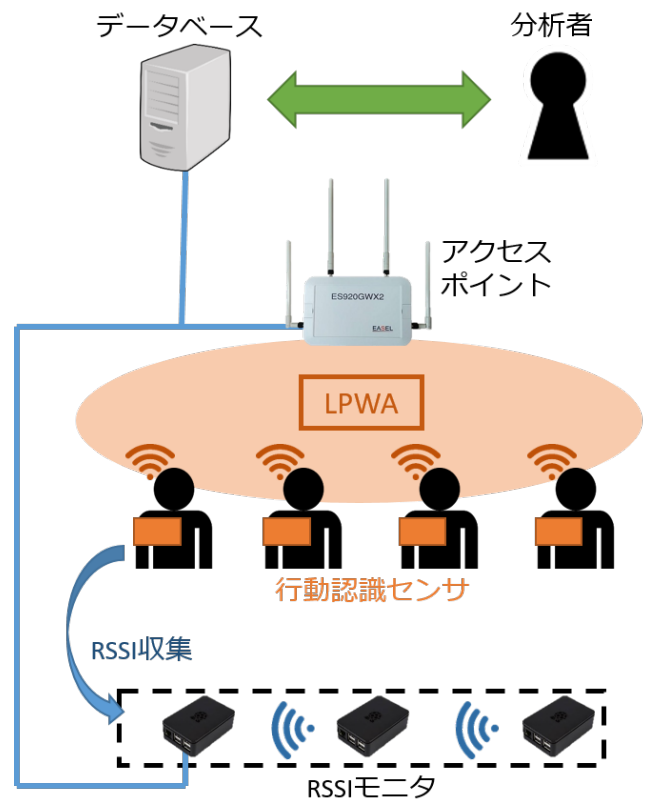 データベース
分析者
アクセス
ポイント
ES920GWX2
EASEL
LPWA
行動認識センサ
RSSI収集
RSSIモニタ